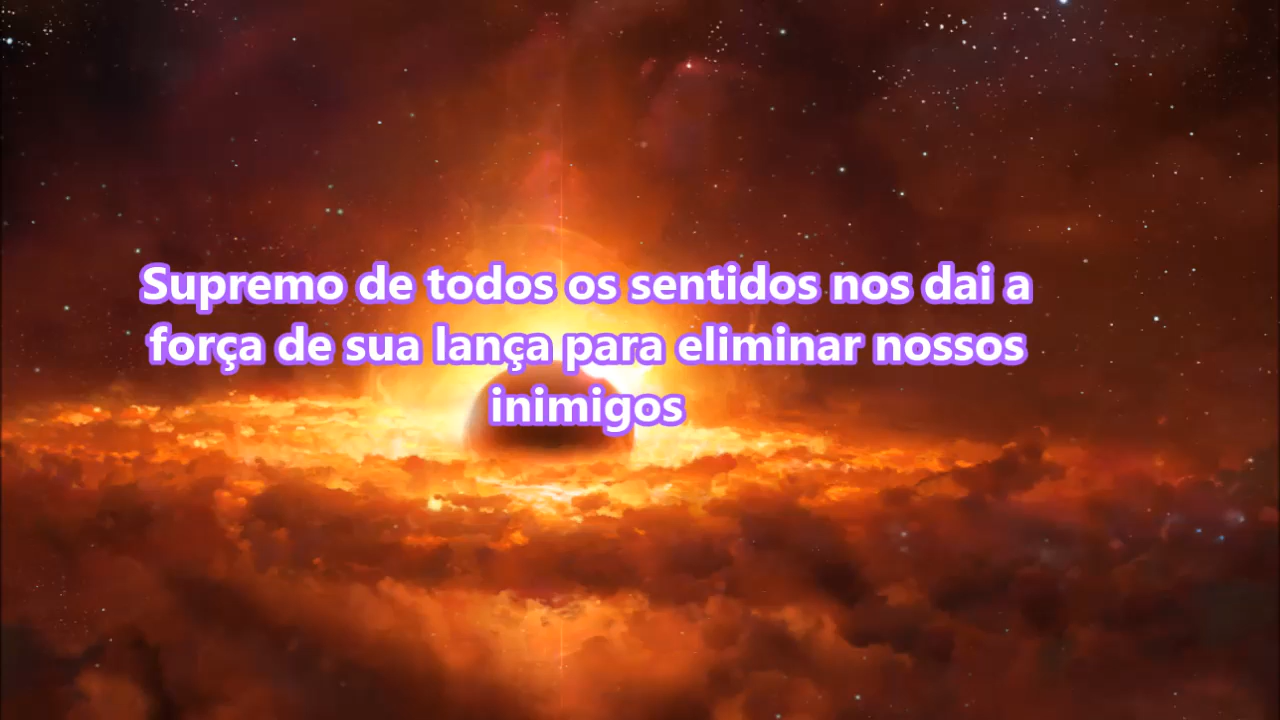 Supremo de todos os sentidos nos dai a
força de sua lança para eliminar nossos
inimigos